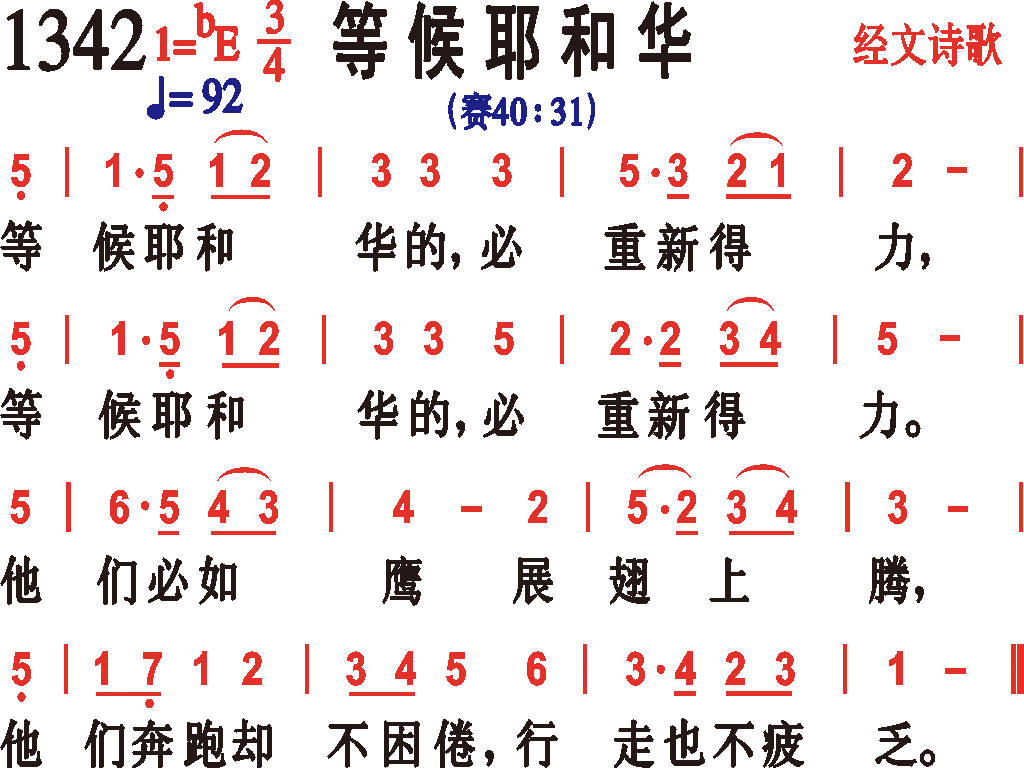 1342 1=bE 3/4 等候耶和华 经文诗歌
♩=92 (赛40:31)
5 | 1·5 1 2 | 3 3 3 | 5·3 2 1 | 2 - |
等 候耶和 华的,必 重新得 力,
5 | 1·5 1 2 | 3 3 5 | 2·2 3 4 | 5 - |
等 候耶和 华的,必 重新得 力。
5 | 6·5 4 3 | 4 - 2 | 5·2 3 4 | 3 - |
他 们必如 鹰 展 翅 上 腾,
5 | 1 7 1 2 | 3 4 5 6 | 3·4 2 3 | 1 - ‖
他 们奔跑却 不困倦,行 走也不疲 乏。